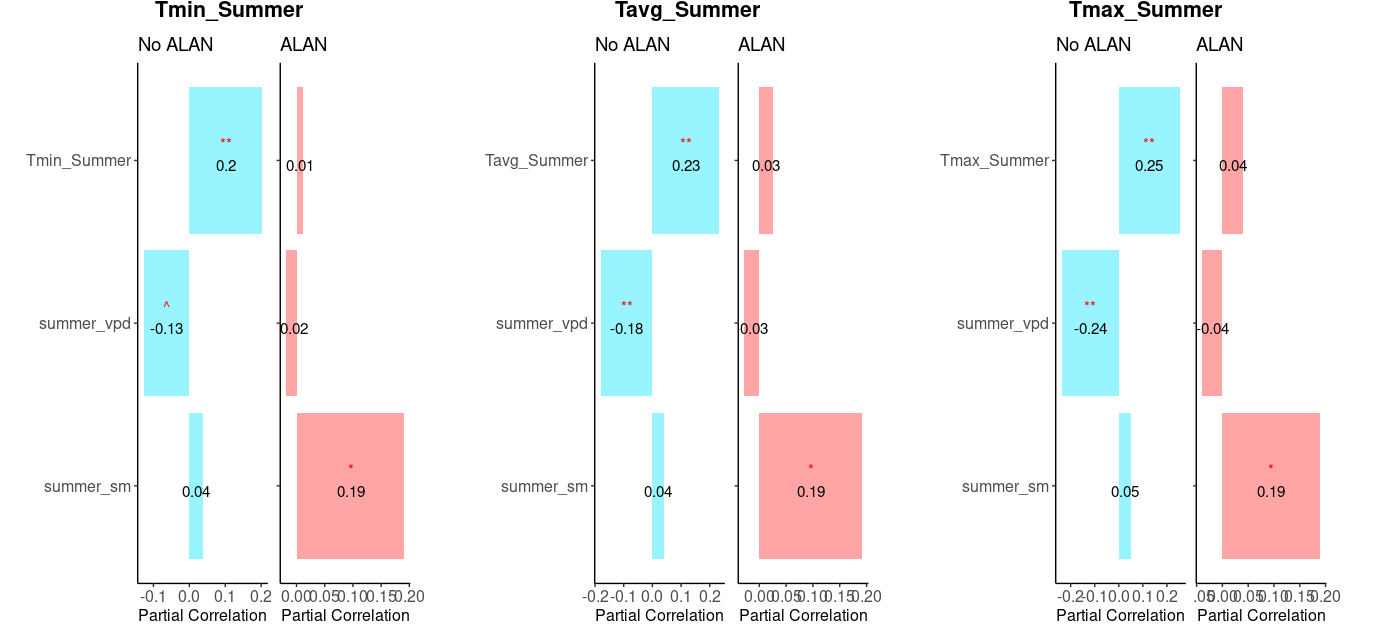 Tmin_Summer
No ALAN ALAN
Tmin_Summer
**
0.2
0.01
summer_vpd
^
-0.13
0.02
summer_sm
0.04
*
0.19
-0.1 0.0 0.1 0.2
0.00 0.05 0.10 0.15 0.20
Partial Correlation Partial Correlation
Tavg_Summer
No ALAN ALAN
Tavg_Summer
**
0.23
0.03
summer_vpd
**
-0.18
0.03
summer_sm
0.04
*
0.19
-0.2 -0.1 0.0 0.1 0.2
0.00 0.05 0.10 0.15 0.20
Partial Correlation Partial Correlation
Tmax_Summer
No ALAN ALAN
Tmax_Summer
**
0.25
0.04
summer_vpd
**
-0.24
-0.04
summer_sm
0.05
*
0.19
-0.2 -0.1 0.0 0.1 0.2
.05 0.00 0.05 0.10 0.15 0.20
Partial Correlation Partial Correlation